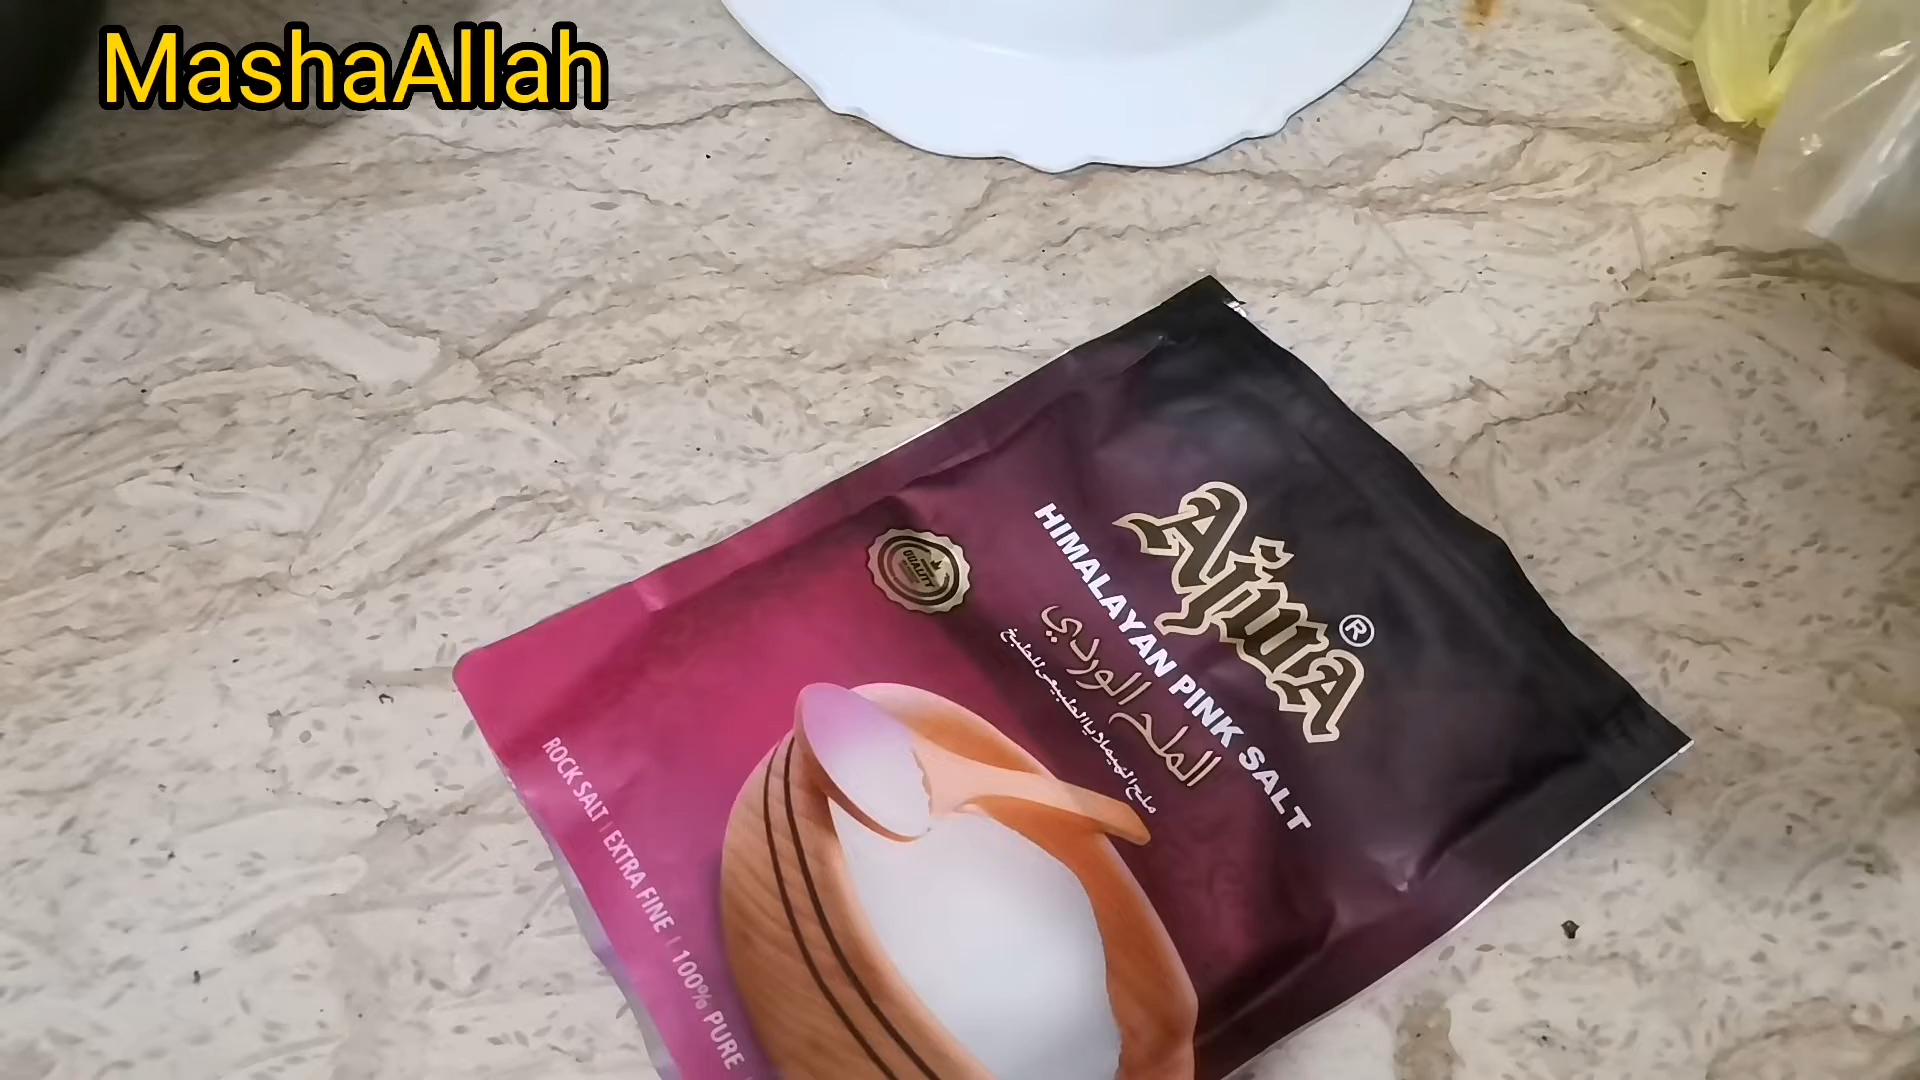 MashaAllah
AjwA®
HIMALAYAN PINK SALT
الملح الوردي
ملح الهيمالايا الطبيعي للطبخ
QUALITY
ROCK SALT | EXTRA FINE | 100% PURE |